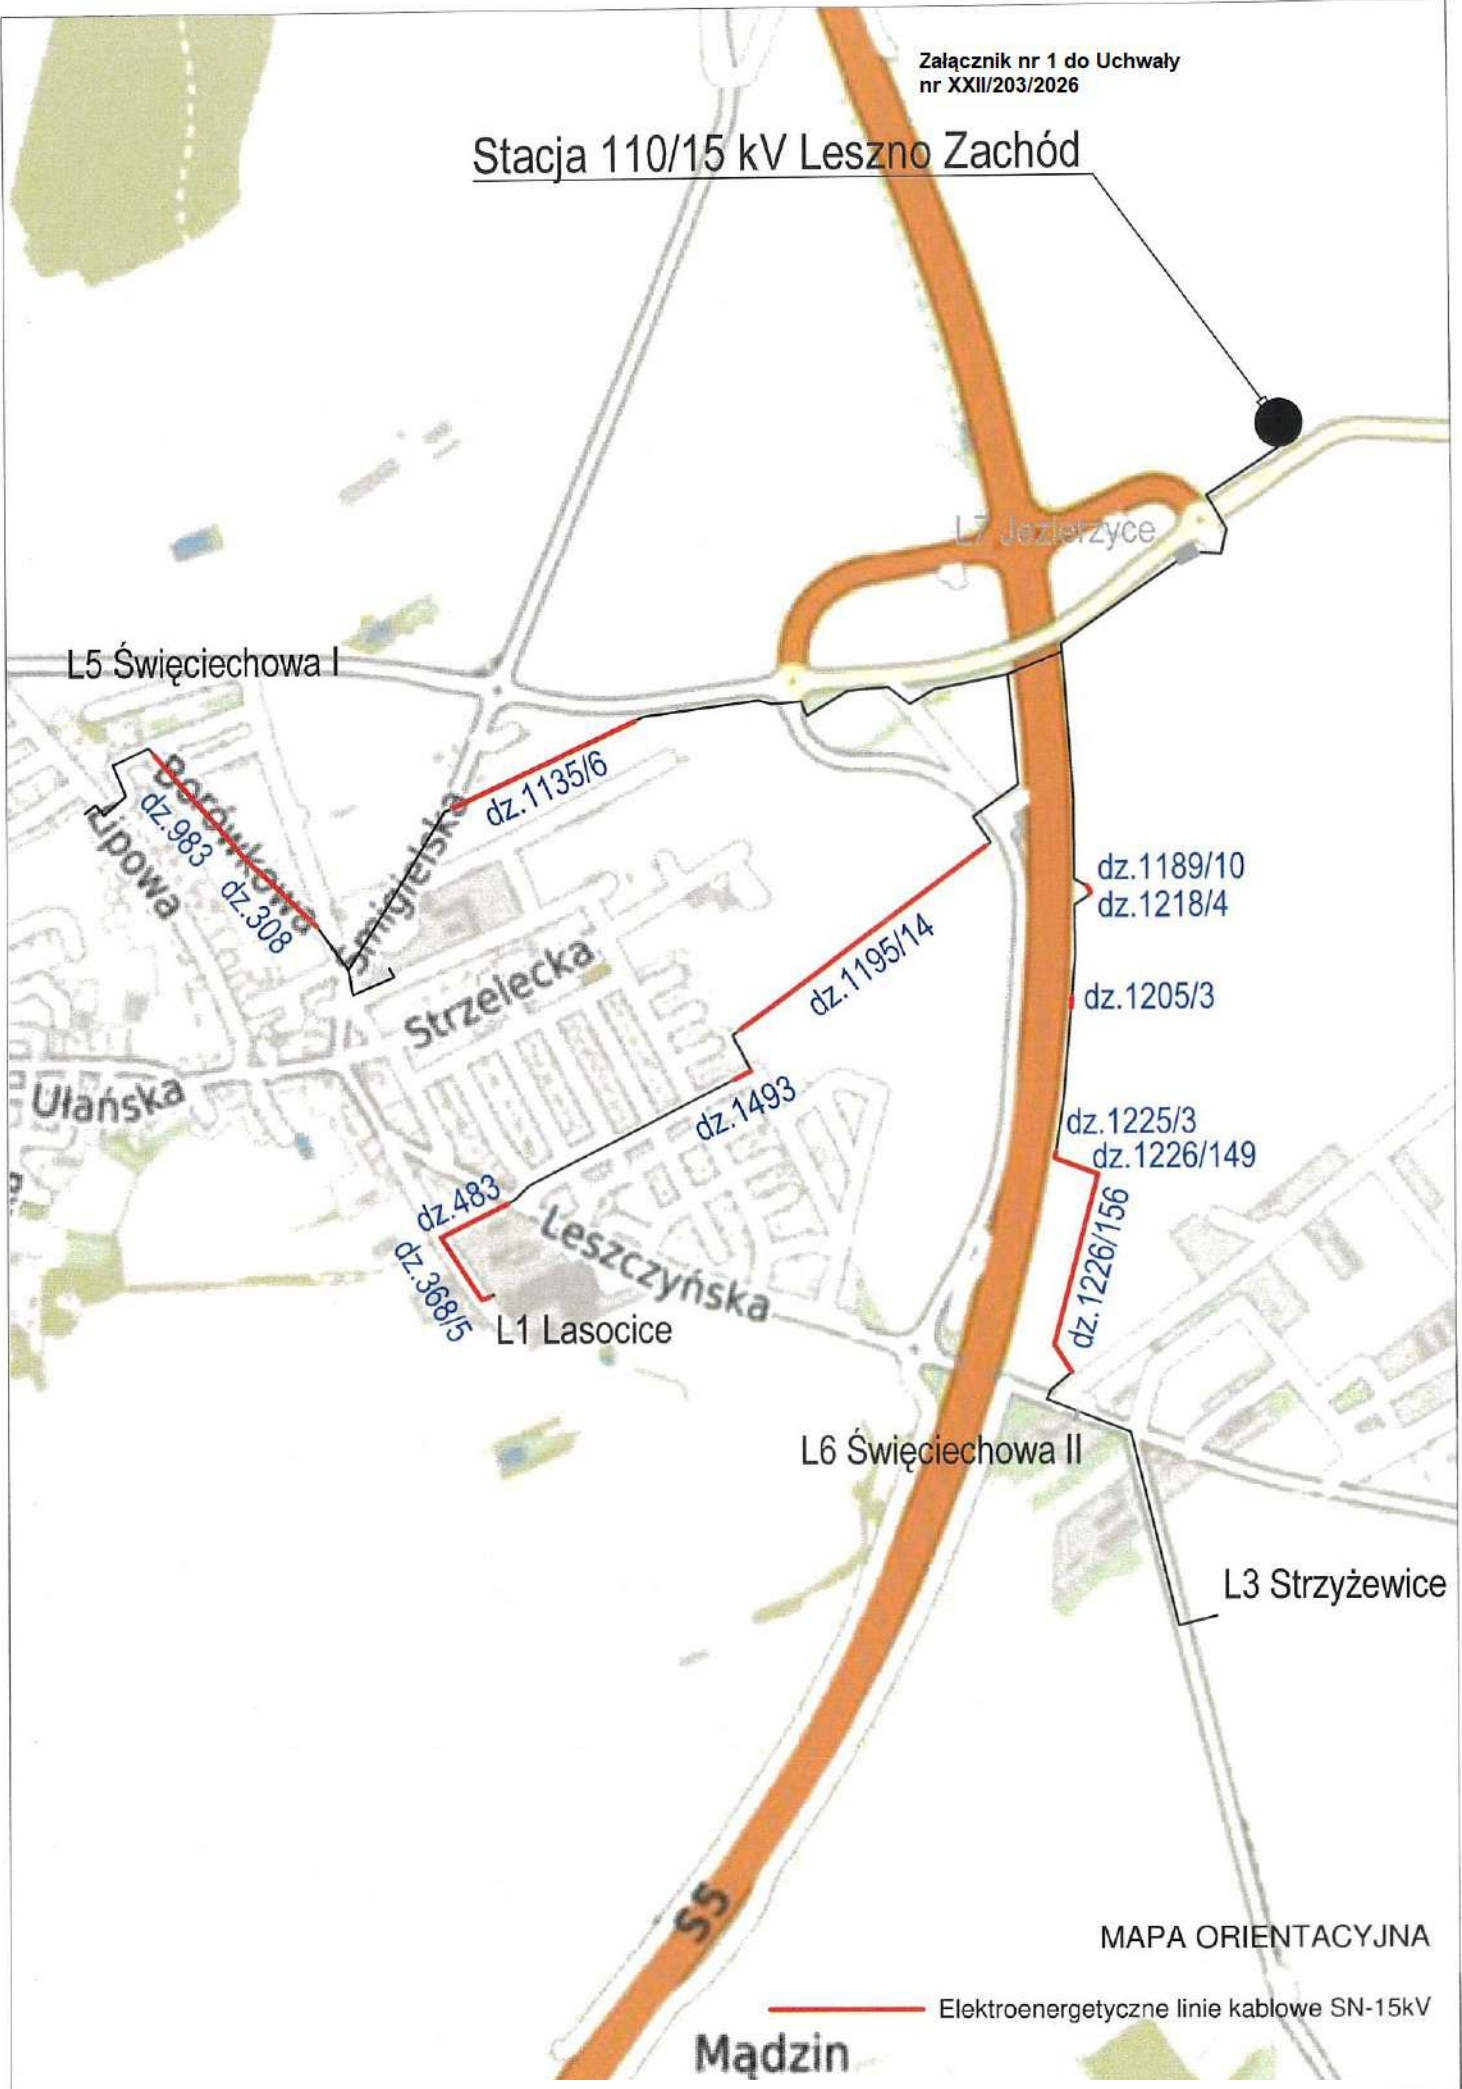 Załącznik nr 1 do Uchwały
nr XXII/203/2026
Stacja 110/15 kV Leszno Zachód
L7 Jezierzyce
L5 Święciechowa I
dz.1135/6
Borówkowa
dz.983
dz.308
Lipowa
Śmigielska
dz.1189/10
dz.1218/4
Strzelecka
dz.1195/14
dz.1205/3
Ułańska
dz.1493
dz.1225/3
dz.1226/149
dz.483
dz.1226/156
Leszczyńska
dz.368/5
L1 Lasocice
L6 Święciechowa II
L3 Strzyżewice
S5
MAPA ORIENTACYJNA
Elektroenergetyczne linie kablowe SN-15kV
Mądzin